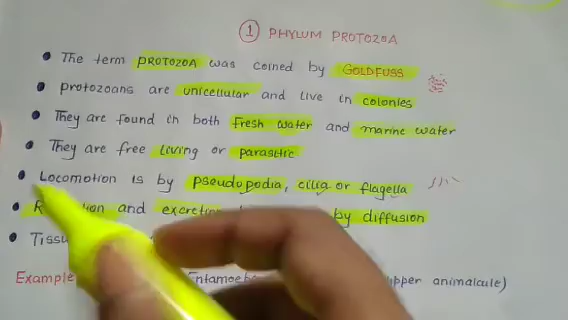 ① PHYLUM PROTOZOA
• The term PROTOZOA was coined by GOLDFUSS
• protozoans are unicellular and live in colonies
• They are found in both fresh water and marine water
• They are free living or parasitic
• Locomotion is by pseudopodia, cilia or flagella
• and by diffusion
•
Example animalcule)